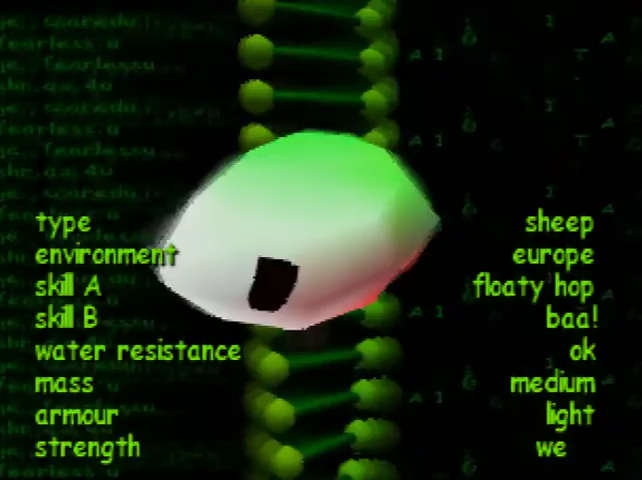 type sheep
environment europe
skill A floaty hop
skill B baa!
water resistance ok
mass medium
armour light
strength we